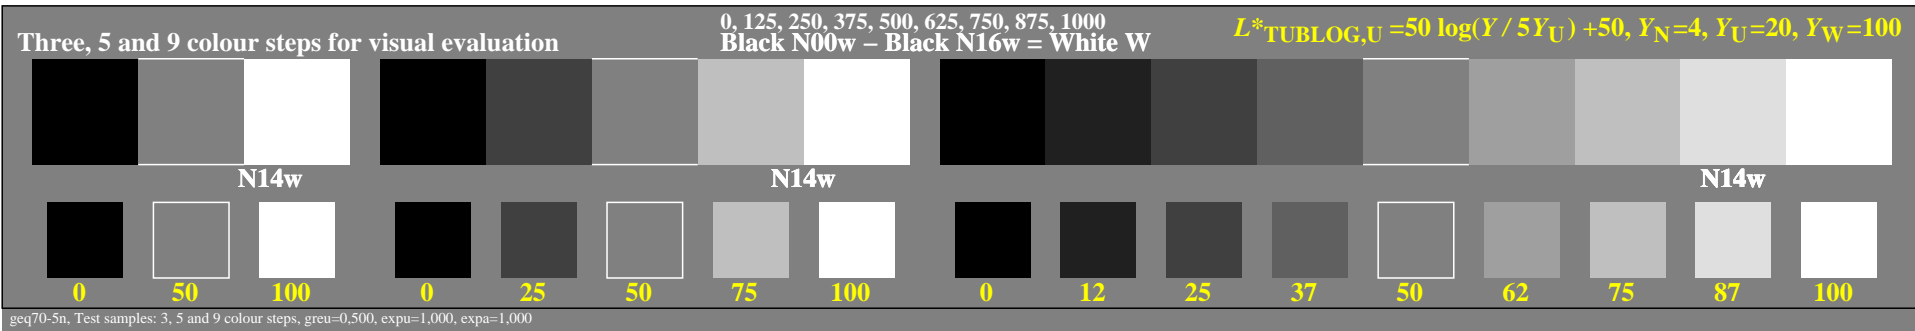 Three, 5 and 9 colour steps for visual evaluation
0, 125, 250, 375, 500, 625, 750, 875, 1000
Black N00w – Black N16w = White W
L*TUBLOG,U =50 log(Y / 5YU) +50, YN=4, YU=20, YW=100
N14w N14w N14w
0 50 100 0 25 50 75 100 0 12 25 37 50 62 75 87 100
geq70-5n, Test samples: 3, 5 and 9 colour steps, greu=0,500, expu=1,000, expa=1,000